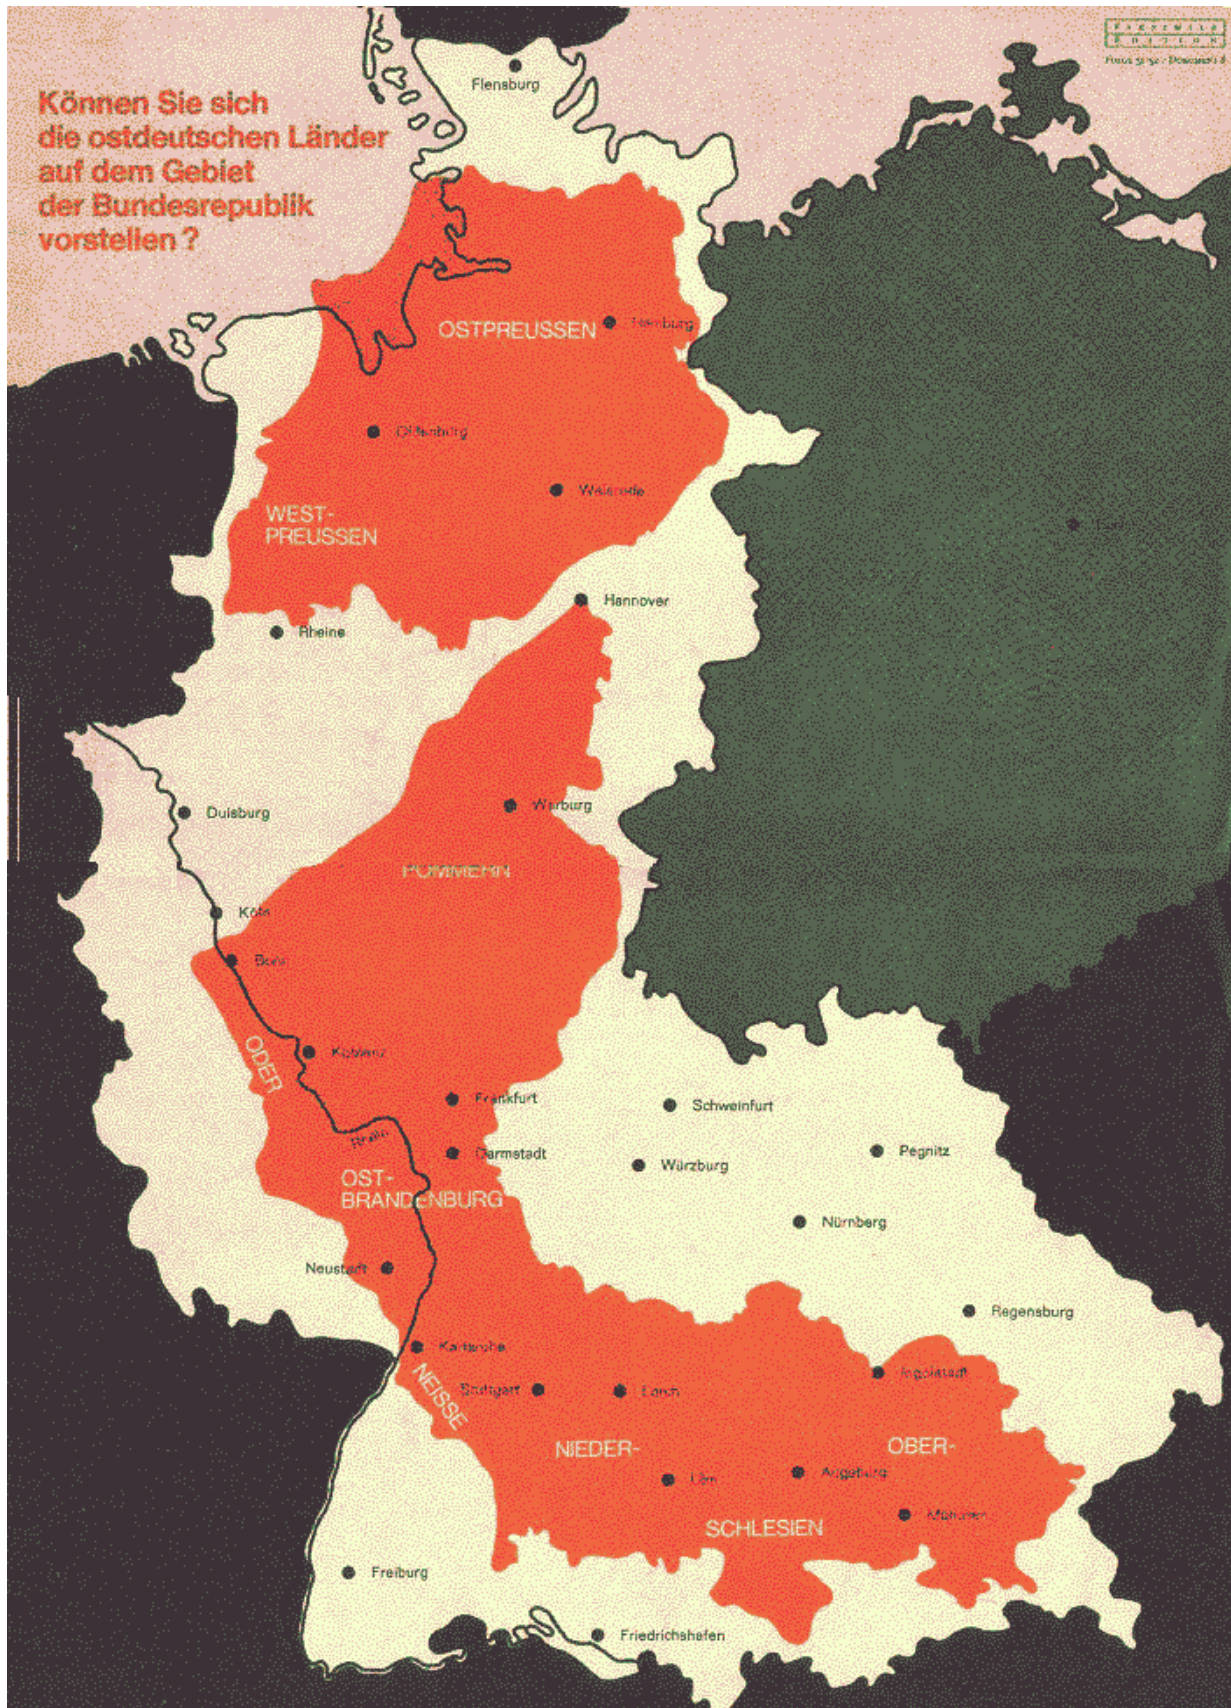 Können Sie sich
die ostdeutschen Länder
auf dem Gebiet
der Bundesrepublik
vorstellen?
Flensburg
OSTPREUSSEN
Hamburg
Oldenburg
Walsrode
WEST-
PREUSSEN
Hannover
Rheine
Warburg
Duisburg
POMMERN
Köln
Bonn
ODER
Koblenz
Frankfurt
Schweinfurt
Rhein
Darmstadt
Würzburg
Pegnitz
OST-
BRANDENBURG
Nürnberg
Neustadt
Regensburg
Karlsruhe
Ingolstadt
NEISSE
Stuttgart
Lorch
NIEDER-
OBER-
Ulm
Augsburg
München
SCHLESIEN
Freiburg
Friedrichshafen